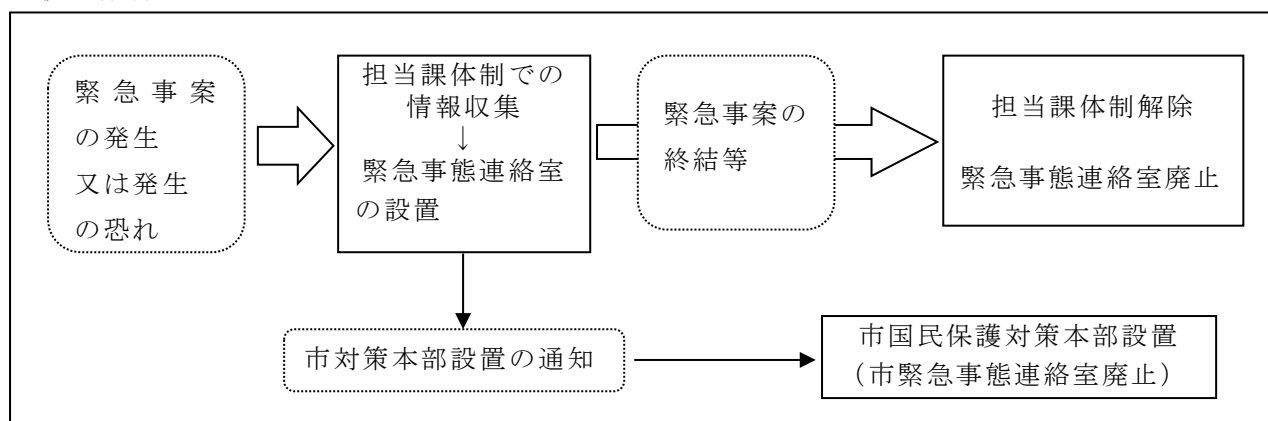 緊急事案
の発生
又は発生
の恐れ
担当課体制での
情報収集
↓
緊急事態連絡室
の設置
緊急事案の
終結等
担当課体制解除
緊急事態連絡室廃止
市対策本部設置の通知
市国民保護対策本部設置
（市緊急事態連絡室廃止）